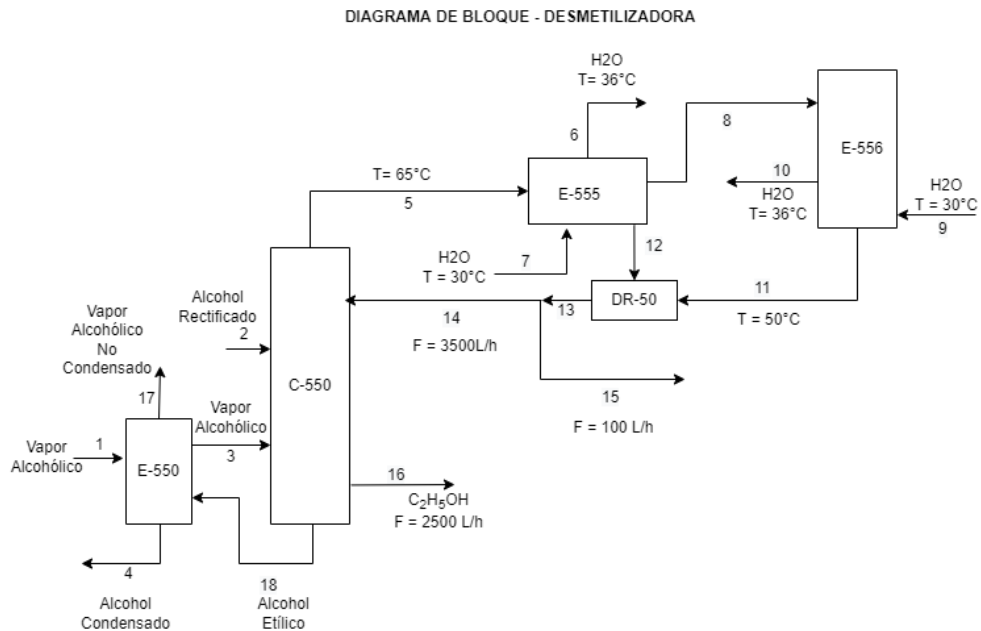 DIAGRAMA DE BLOQUE - DESMETILIZADORA
H2O
T= 36°C
6
8
E-556
T= 65°C
5
E-555
10
H2O
T=36°C
H2O
T = 30°C
9
H2O
T = 30°C
7
12
Vapor
Alcohólico
No
Condensado
17
Alcohol
Rectificado
2
14
F = 3500L/h
13
DR-50
11
T = 50°C
C-550
15
F = 100 L/h
Vapor
Alcohólico
1
E-550
Vapor
Alcohólico
3
16
C₂H₅OH
F = 2500 L/h
4
Alcohol
Condensado
18
Alcohol
Etílico